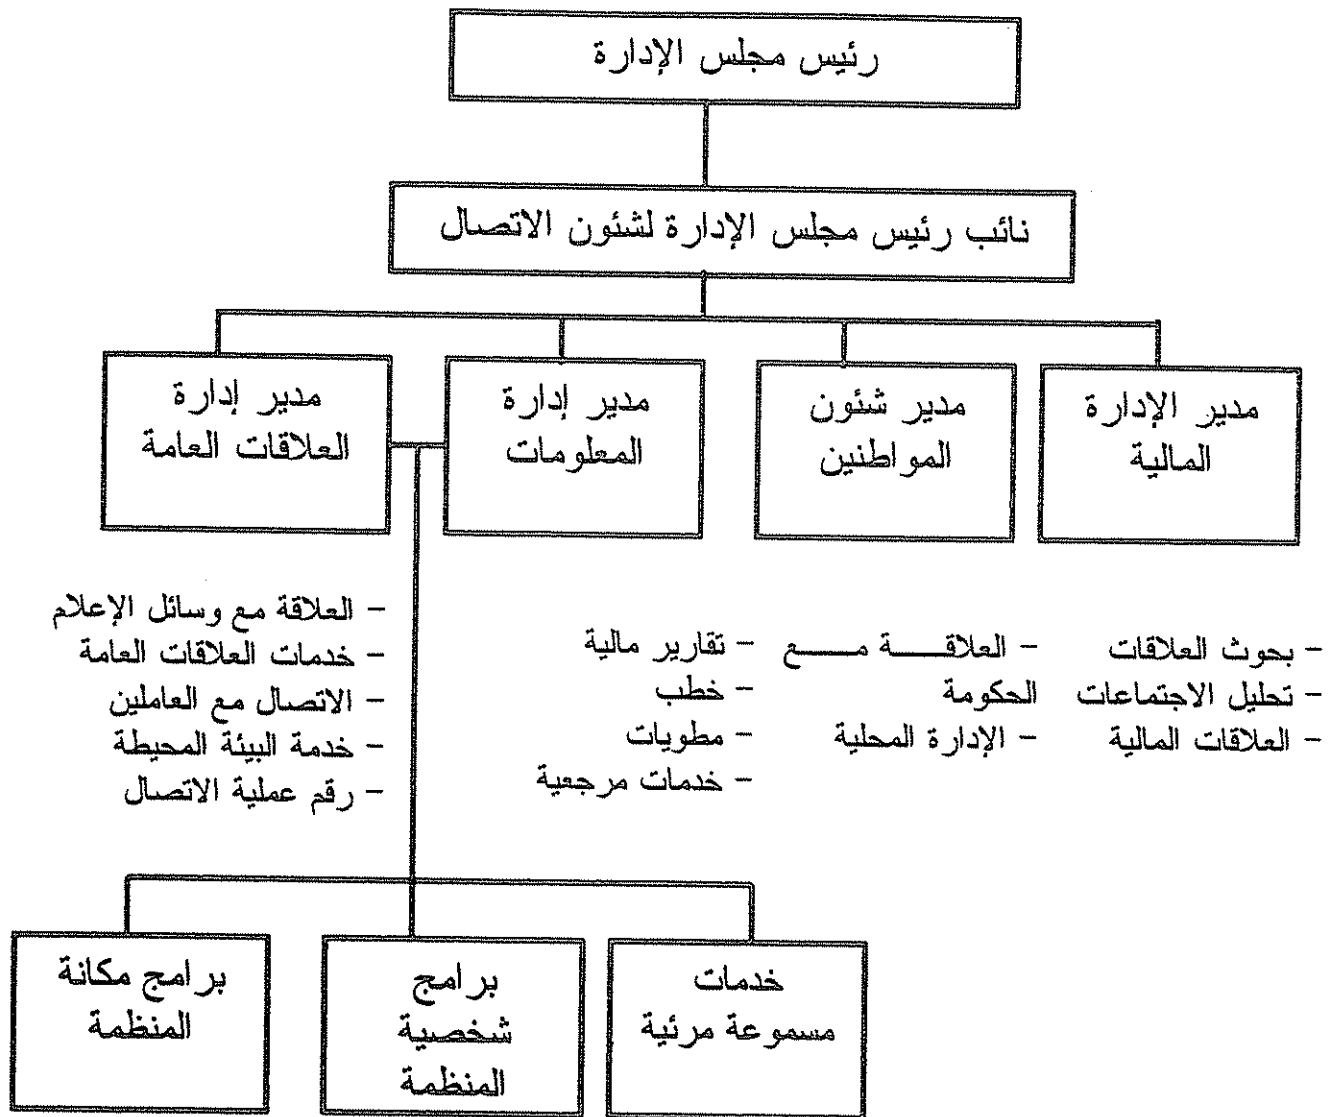 رئيس مجلس الإدارة
نائب رئيس مجلس الإدارة لشئون الاتصال
مدير الإدارة
المالية
مدير شئون
المواطنين
مدير إدارة
المعلومات
مدير إدارة
العلاقات العامة
- بحوث العلاقات
- تحليل الاجتماعات
- العلاقات المالية
- العلاقة مع
الحكومة
- الإدارة المحلية
- تقارير مالية
- خطب
- مطويات
- خدمات مرجعية
- العلاقة مع وسائل الإعلام
- خدمات العلاقات العامة
- الاتصال مع العاملين
- خدمة البيئة المحيطة
- رقم عملية الاتصال
خدمات
مسموعة مرئية
برامج
شخصية
المنظمة
برامج مكانة
المنظمة